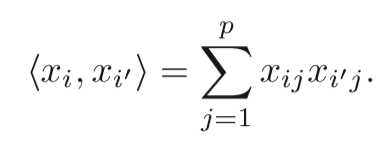 ⟨x_i, x_{i′}⟩ = \sum_{j=1}^{p} x_{ij}x_{i′j}.